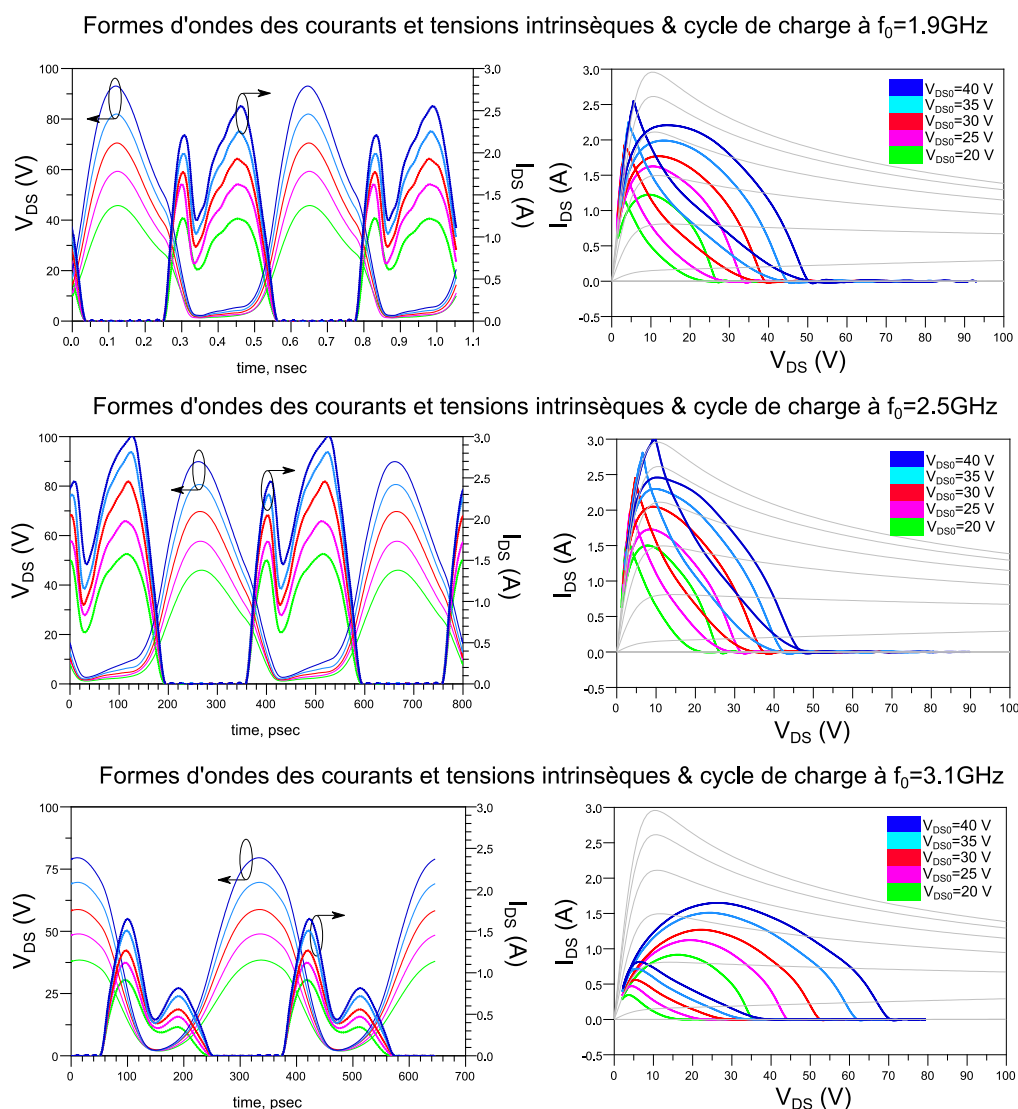 Formes d'ondes des courants et tensions intrinsèques & cycle de charge à f0=1.9GHz
100
80
60
40
20
0
VDS (V)
3.0
2.5
2.0
1.5
1.0
0.5
0.0
IDS (A)
0.0 0.1 0.2 0.3 0.4 0.5 0.6 0.7 0.8 0.9 1.0 1.1
time, nsec
3.0
2.5
2.0
1.5
1.0
0.5
0.0
-0.5
IDS (A)
VDS0=40 V
VDS0=35 V
VDS0=30 V
VDS0=25 V
VDS0=20 V
0 10 20 30 40 50 60 70 80 90 100
VDS (V)
Formes d'ondes des courants et tensions intrinsèques & cycle de charge à f0=2.5GHz
100
80
60
40
20
0
VDS (V)
3.0
2.5
2.0
1.5
1.0
0.5
0.0
IDS (A)
0 100 200 300 400 500 600 700 800
time, psec
3.0
2.5
2.0
1.5
1.0
0.5
0.0
-0.5
IDS (A)
VDS0=40 V
VDS0=35 V
VDS0=30 V
VDS0=25 V
VDS0=20 V
0 10 20 30 40 50 60 70 80 90 100
VDS (V)
Formes d'ondes des courants et tensions intrinsèques & cycle de charge à f0=3.1GHz
100
75
50
25
0
VDS (V)
3.0
2.5
2.0
1.5
1.0
0.5
0.0
IDS (A)
0 100 200 300 400 500 600 700
time, psec
3.0
2.5
2.0
1.5
1.0
0.5
0.0
-0.5
IDS (A)
VDS0=40 V
VDS0=35 V
VDS0=30 V
VDS0=25 V
VDS0=20 V
0 10 20 30 40 50 60 70 80 90 100
VDS (V)